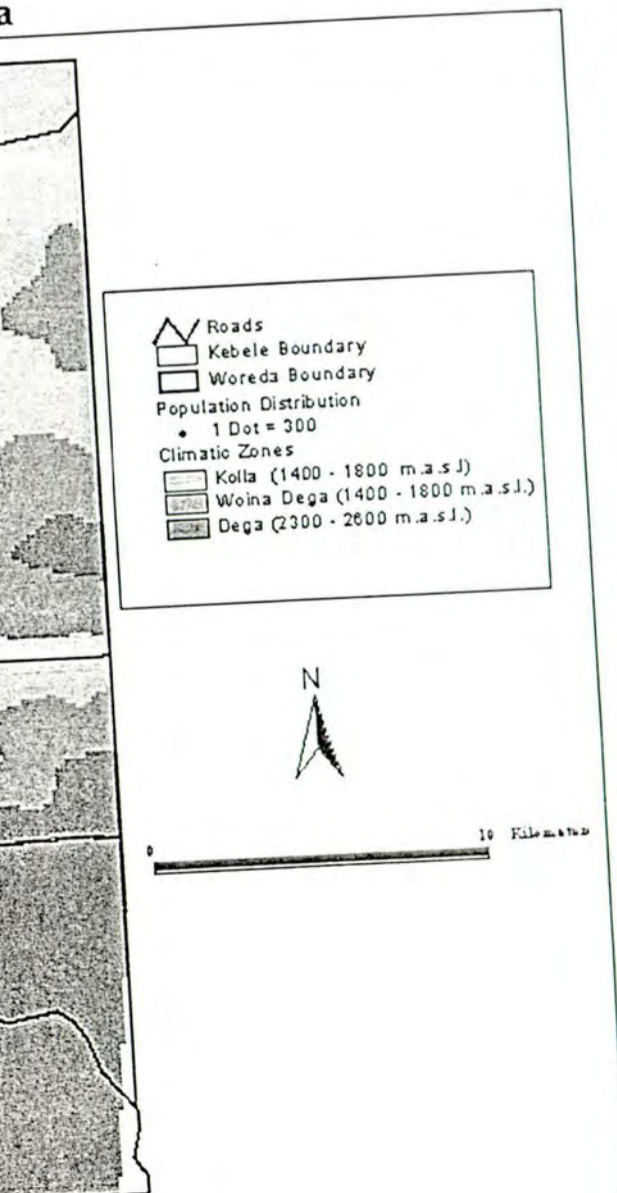 a
Roads
Kebele Boundary
Woreda Boundary
Population Distribution
1 Dot = 300
Climatic Zones
Kolla (1400 - 1800 m.a.s.l)
Woina Dega (1400 - 1800 m.a.s.l.)
Dega (2300 - 2600 m.a.s.l.)
N
0 10 Kilometers